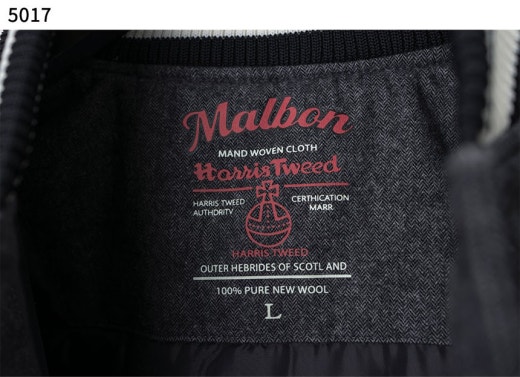 5017
Malbon
MAND WOVEN CLOTH
Harris Tweed
HARRIS TWEED
AUTHDRITY
CERTHICATION
MARR
HARRIS TWEED
OUTER HEBRIDES OF SCOTL AND
100% PURE NEW WOOL
L